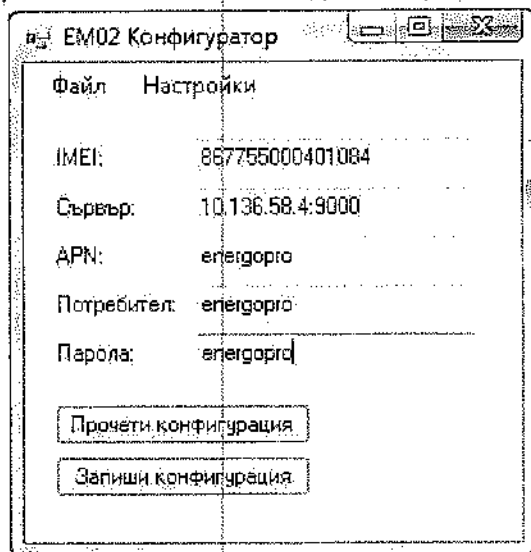 EM02 Конфигуратор
Файл Настройки
IMEI: 867755000401084
Сървър: 10.136.58.4:9000
APN: energopro
Потребител: energopro
Парола: energopro
Прочети конфигурация
Запиши конфигурация